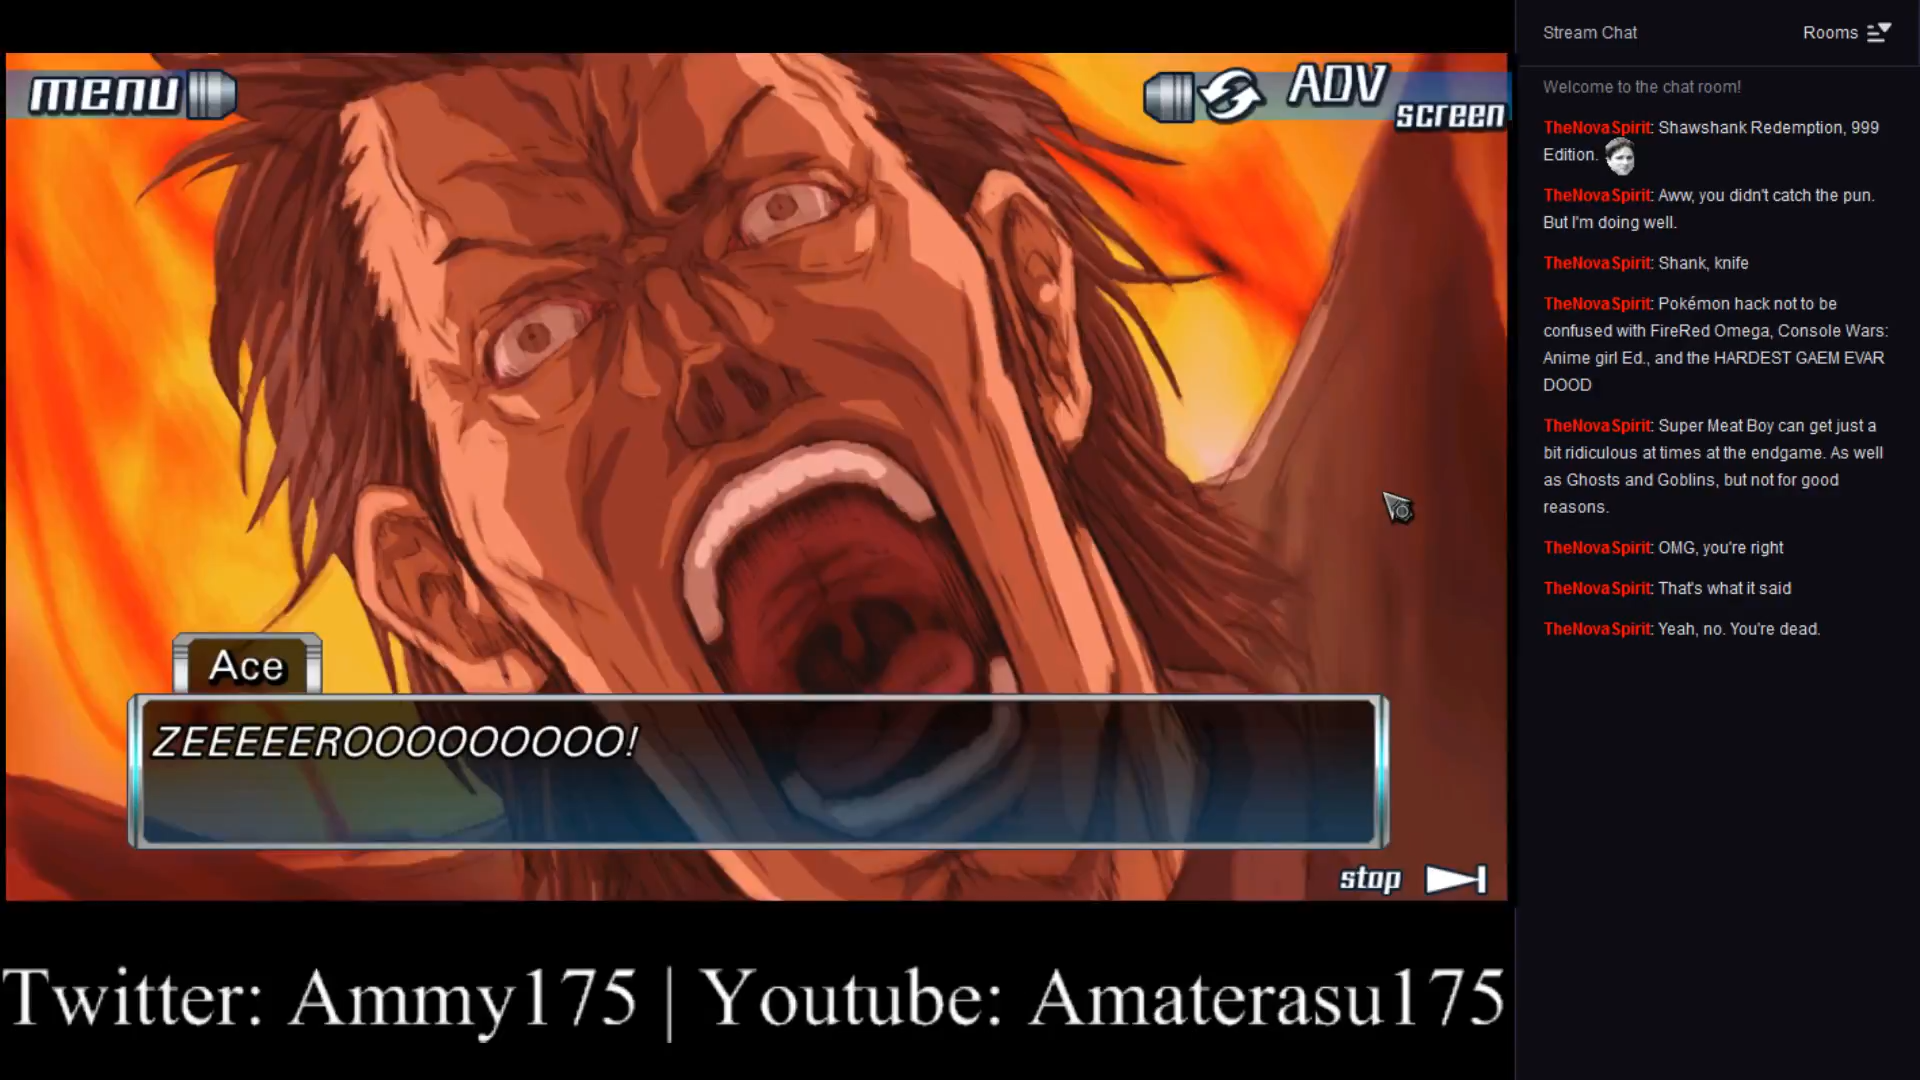 menu
ADV
screen
Ace
ZEEEEEROOOOOOOOO!
stop
Twitter: Ammy175 | Youtube: Amaterasu175
Stream Chat
Rooms
Welcome to the chat room!
TheNovaSpirit: Shawshank Redemption, 999
Edition.
TheNovaSpirit: Aww, you didn't catch the pun.
But I'm doing well.
TheNovaSpirit: Shank, knife
TheNovaSpirit: Pokémon hack not to be
confused with FireRed Omega, Console Wars:
Anime girl Ed., and the HARDEST GAEM EVAR
DOOD
TheNovaSpirit: Super Meat Boy can get just a
bit ridiculous at times at the endgame. As well
as Ghosts and Goblins, but not for good
reasons.
TheNovaSpirit: OMG, you're right
TheNovaSpirit: That's what it said
TheNovaSpirit: Yeah, no. You're dead.